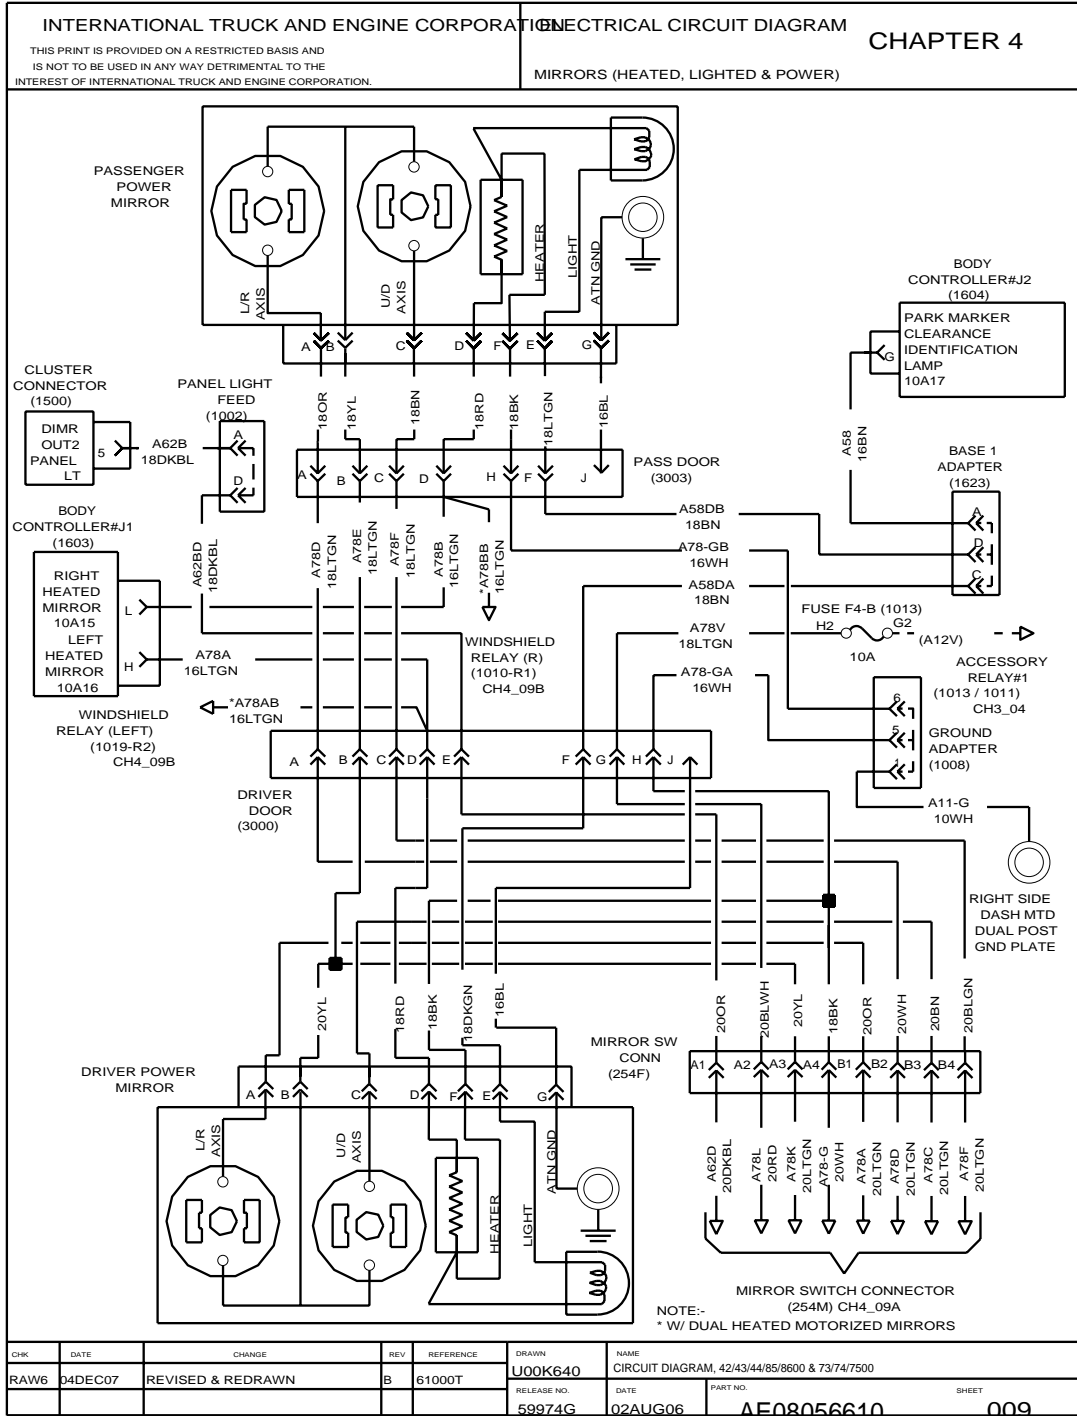 INTERNATIONAL TRUCK AND ENGINE CORPORATION
THIS PRINT IS PROVIDED ON A RESTRICTED BASIS AND
IS NOT TO BE USED IN ANY WAY DETRIMENTAL TO THE
INTEREST OF INTERNATIONAL TRUCK AND ENGINE CORPORATION.
ELECTRICAL CIRCUIT DIAGRAM
MIRRORS (HEATED, LIGHTED & POWER)
CHAPTER 4
PASSENGER
POWER
MIRROR
L/R
AXIS
U/D
AXIS
HEATER
LIGHT
ATN GND
A
B
C
D
F
E
G
18OR
18YL
18BN
18RD
18BK
18LTGN
16BL
BODY
CONTROLLER#J2
(1604)
PARK MARKER
CLEARANCE
IDENTIFICATION
LAMP
10A17
G
A58
16BN
CLUSTER
CONNECTOR
(1500)
DIMR
OUT2
PANEL
LT
5
A62B
18DKBL
PANEL LIGHT
FEED
(1002)
A
D
A
B
C
D
H
F
J
PASS DOOR
(3003)
BASE 1
ADAPTER
(1623)
A
D
C
BODY
CONTROLLER#J1
(1603)
RIGHT
HEATED
MIRROR
10A15
LEFT
HEATED
MIRROR
10A16
L
H
A62BD
18DKBL
A78D
18LTGN
A78E
18LTGN
A78F
18LTGN
A78B
16LTGN
*A78BB
16LTGN
A58DB
18BN
A78-GB
16WH
A58DA
18BN
A78V
18LTGN
A78-GA
16WH
FUSE F4-B (1013)
H2
G2
10A
(A12V)
ACCESSORY
RELAY#1
(1013 / 1011)
CH3_04
WINDSHIELD
RELAY (R)
(1010-R1)
CH4_09B
A78A
16LTGN
*A78AB
16LTGN
WINDSHIELD
RELAY (LEFT)
(1019-R2)
CH4_09B
6
5
1
GROUND
ADAPTER
(1008)
A11-G
10WH
RIGHT SIDE
DASH MTD
DUAL POST
GND PLATE
A
B
C
D
E
F
G
H
J
DRIVER
DOOR
(3000)
20YL
18RD
18BK
18DKGN
16BL
20OR
20BLWH
20YL
18BK
20OR
20WH
20BN
20BLGN
MIRROR SW
CONN
(254F)
A1
A2
A3
A4
B1
B2
B3
B4
DRIVER POWER
MIRROR
A
B
C
D
F
E
G
L/R
AXIS
U/D
AXIS
HEATER
LIGHT
ATN GND
A62D
20DKBL
A78L
20RD
A78K
20LTGN
A78-G
20WH
A78A
20LTGN
A78D
20LTGN
A78C
20LTGN
A78F
20LTGN
MIRROR SWITCH CONNECTOR
(254M) CH4_09A
NOTE:-
* W/ DUAL HEATED MOTORIZED MIRRORS
CHK
DATE
CHANGE
REV
REFERENCE
DRAWN
NAME
RAW6
04DEC07
REVISED & REDRAWN
B
61000T
U00K640
CIRCUIT DIAGRAM, 42/43/44/85/8600 & 73/74/7500
RELEASE NO.
DATE
PART NO.
SHEET
59974G
02AUG06
AE08056610
009